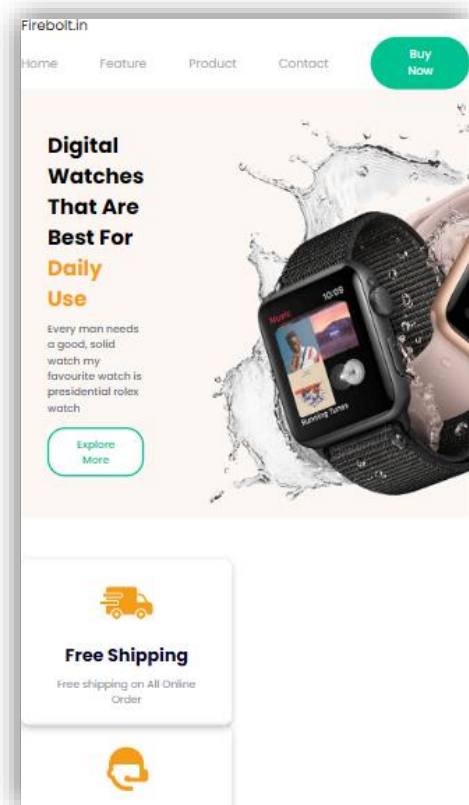 Firebolt.in
Home Feature Product Contact Buy
Now
Digital
Watches
That Are
Best For
Daily
Use
Every man needs
a good, solid
watch my
favourite watch is
presidential rolex
watch
Explore
More
10:09
Music
Running Tunes
Free Shipping
Free shipping on All Online
Order